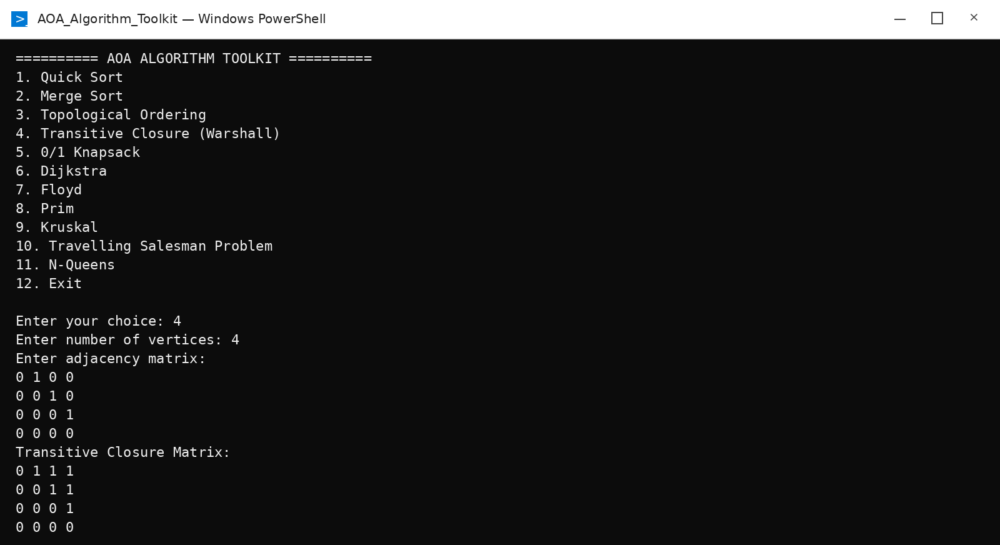 AOA_Algorithm_Toolkit — Windows PowerShell
========== AOA ALGORITHM TOOLKIT ==========
1. Quick Sort
2. Merge Sort
3. Topological Ordering
4. Transitive Closure (Warshall)
5. 0/1 Knapsack
6. Dijkstra
7. Floyd
8. Prim
9. Kruskal
10. Travelling Salesman Problem
11. N-Queens
12. Exit
Enter your choice: 4
Enter number of vertices: 4
Enter adjacency matrix:
0 1 0 0
0 0 1 0
0 0 0 1
0 0 0 0
Transitive Closure Matrix:
0 1 1 1
0 0 1 1
0 0 0 1
0 0 0 0